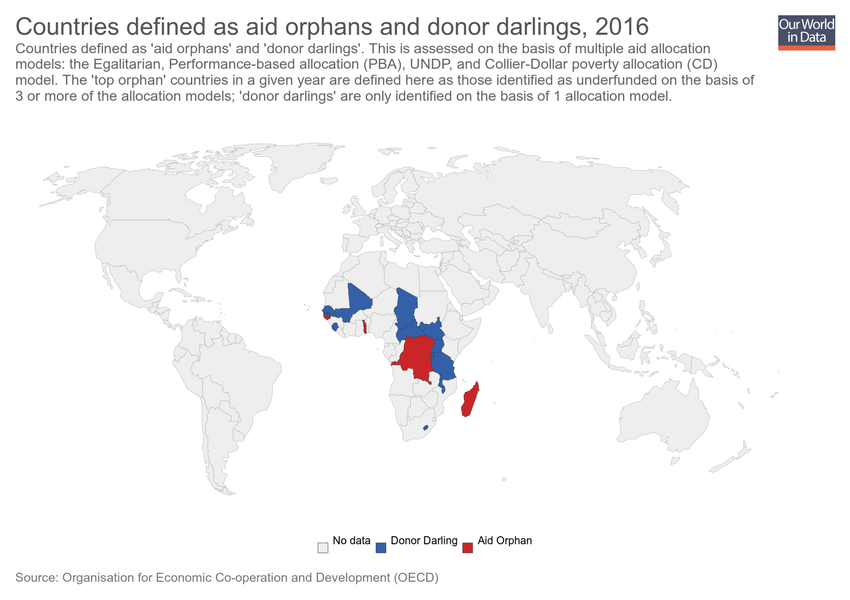 Countries defined as aid orphans and donor darlings, 2016
Our World
in Data
Countries defined as 'aid orphans' and 'donor darlings'. This is assessed on the basis of multiple aid allocation
models: the Egalitarian, Performance-based allocation (PBA), UNDP, and Collier-Dollar poverty allocation (CD)
model. The 'top orphan' countries in a given year are defined here as those identified as underfunded on the basis of
3 or more of the allocation models; 'donor darlings' are only identified on the basis of 1 allocation model.
No data Donor Darling Aid Orphan
Source: Organisation for Economic Co-operation and Development (OECD)